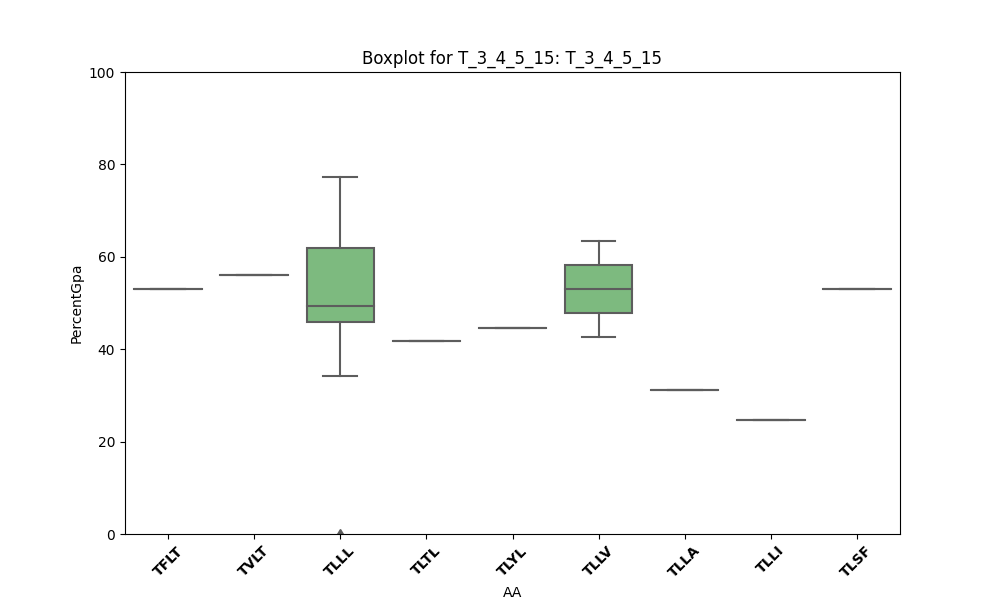 Boxplot for T_3_4_5_15: T_3_4_5_15
PercentGpa
100
80
60
40
20
0
TFLT
TVLT
TLLL
TLTL
TLYL
TLLV
TLLA
TLLI
TLSF
AA